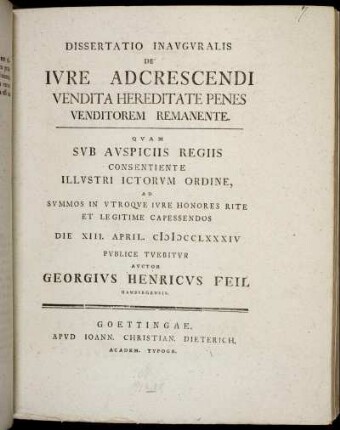 DISSERTATIO INAVGVRALIS
DE
IVRE ADCRESCENDI
VENDITA HEREDITATE PENES
VENDITOREM REMANENTE.
QVAM
SVB AVSPICIIS REGIIS
CONSENTIENTE
ILLVSTRI ICTORVM ORDINE,
AD
SVMMOS IN VTROQVE IVRE HONORES RITE
ET LEGITIME CAPESSENDOS
DIE XIII. APRIL. CIƆIƆCCLXXXIV
PVBLICE TVEBITVR
AVCTOR
GEORGIVS HENRICVS FEIL
HAMBVRGENSIS.
GOETTINGAE,
APVD IOANN. CHRISTIAN. DIETERICH,
ACADEM. TYPOGR.